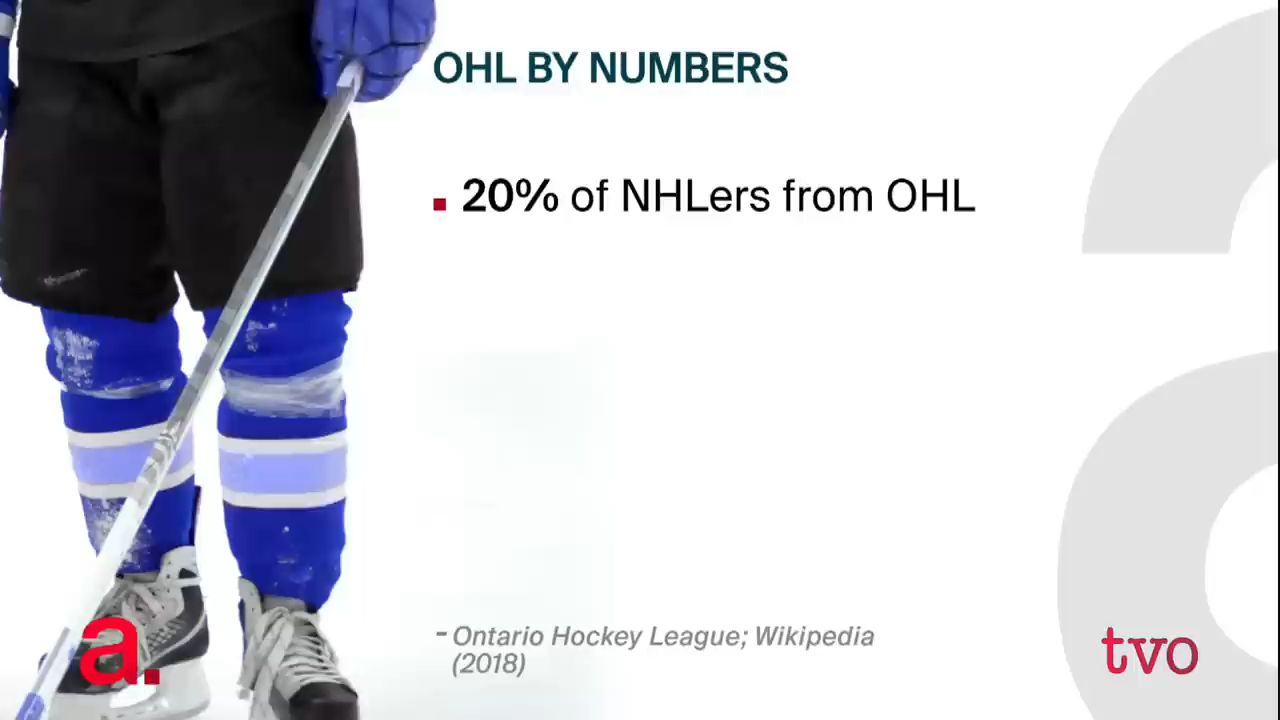 OHL BY NUMBERS
▪ 20% of NHLers from OHL
- Ontario Hockey League; Wikipedia
(2018)
a.
tvo